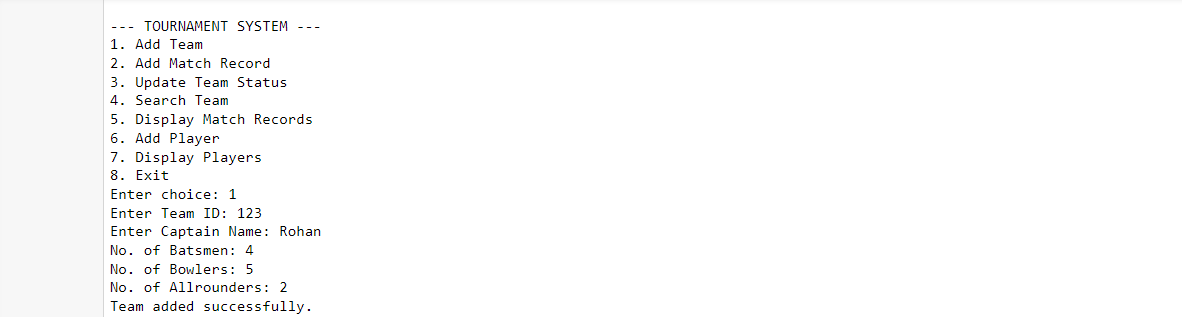 --- TOURNAMENT SYSTEM ---
1. Add Team
2. Add Match Record
3. Update Team Status
4. Search Team
5. Display Match Records
6. Add Player
7. Display Players
8. Exit
Enter choice: 1
Enter Team ID: 123
Enter Captain Name: Rohan
No. of Batsmen: 4
No. of Bowlers: 5
No. of Allrounders: 2
Team added successfully.